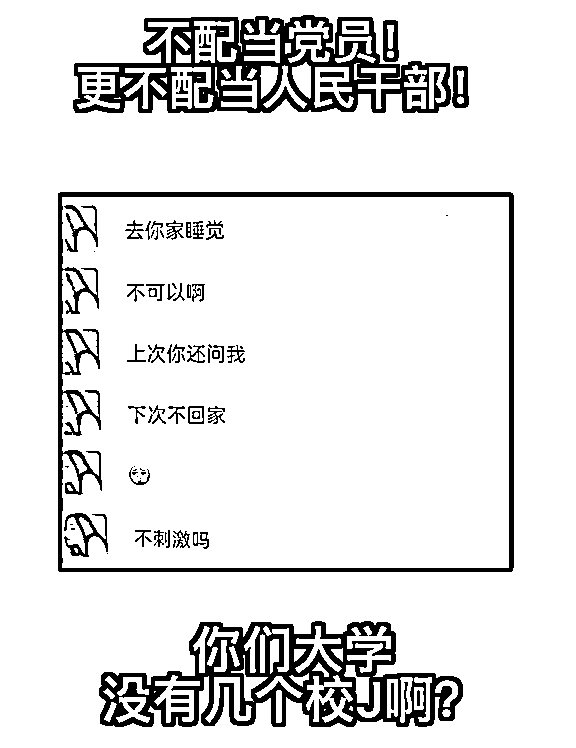 不配当党员！
更不配当人民干部！
去你家睡觉
不可以啊
上次你还问我
下次不回家
🥺
不刺激吗
你们大学
没有几个校J啊？